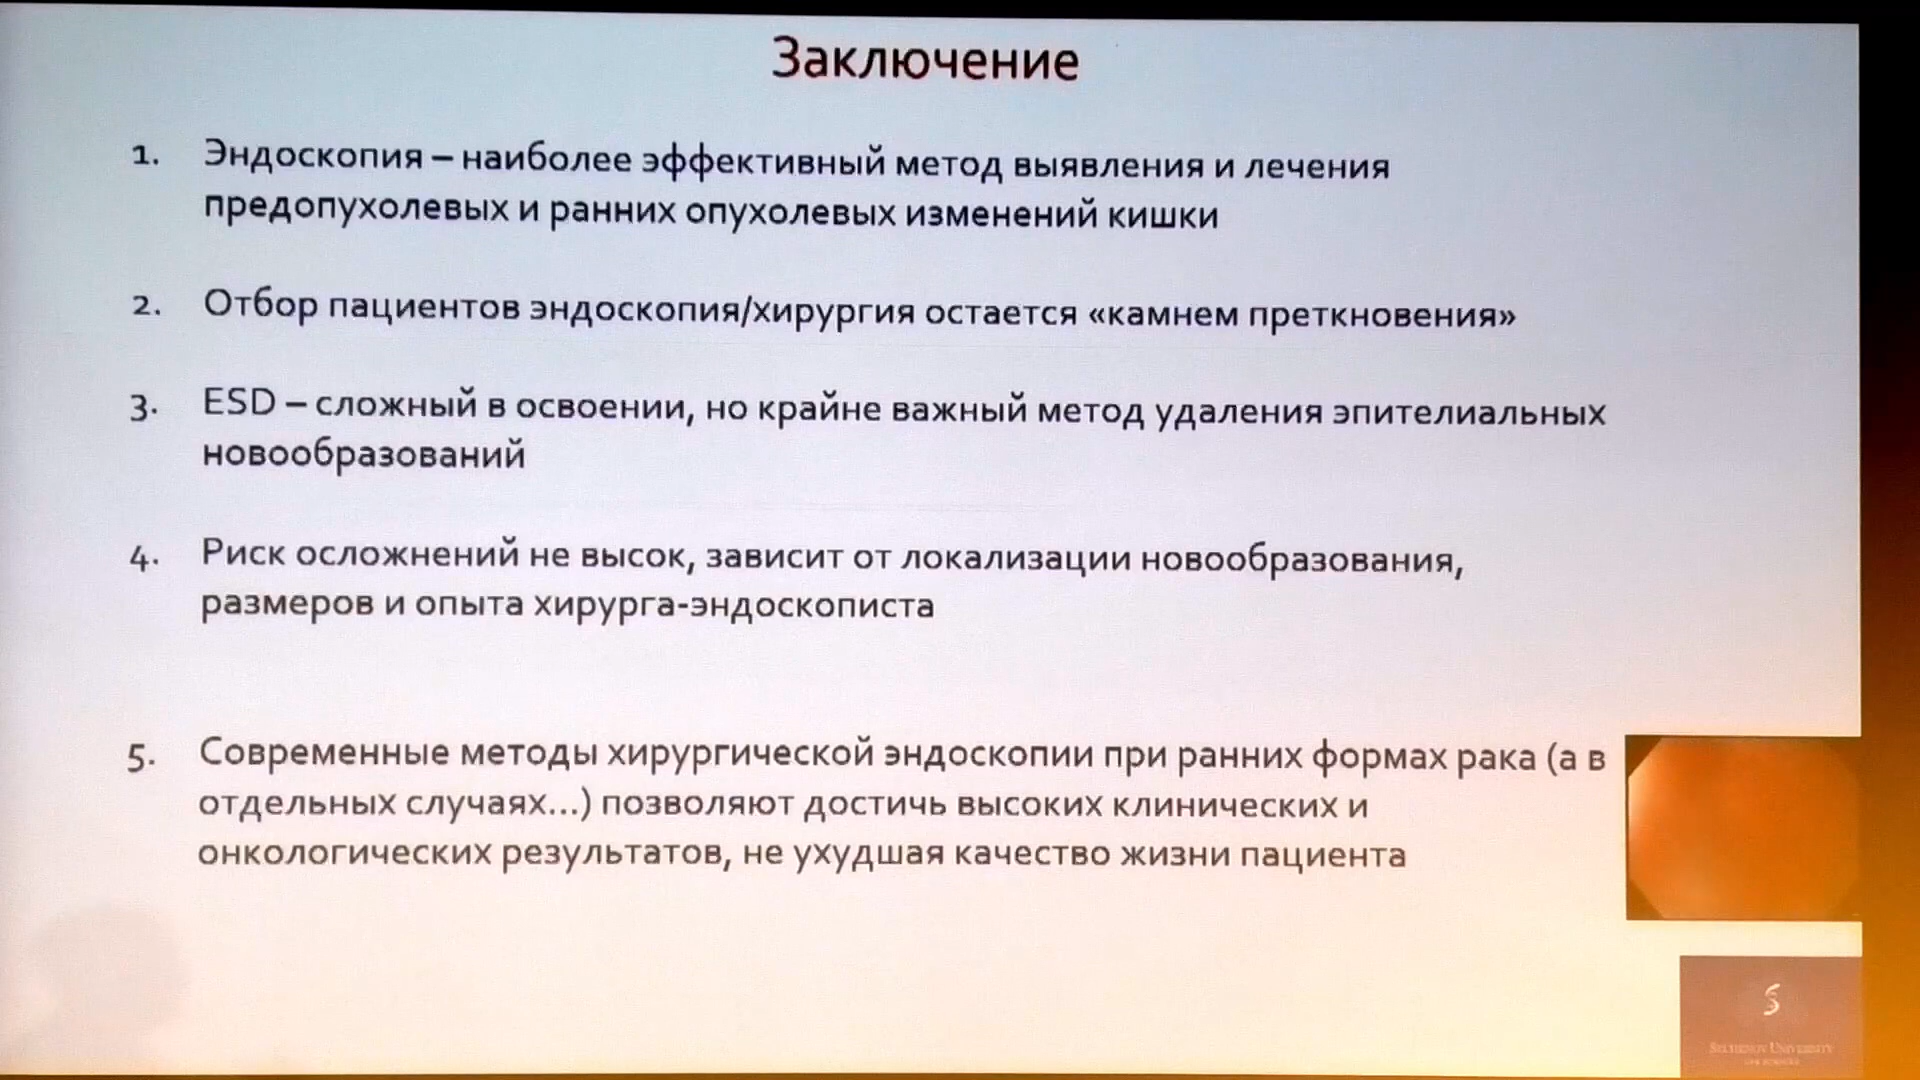 Заключение
1. Эндоскопия – наиболее эффективный метод выявления и лечения
предопухолевых и ранних опухолевых изменений кишки
2. Отбор пациентов эндоскопия/хирургия остается «камнем преткновения»
3. ESD – сложный в освоении, но крайне важный метод удаления эпителиальных
новообразований
4. Риск осложнений не высок, зависит от локализации новообразования,
размеров и опыта хирурга-эндоскописта
5. Современные методы хирургической эндоскопии при ранних формах рака (а в
отдельных случаях...) позволяют достичь высоких клинических и
онкологических результатов, не ухудшая качество жизни пациента
SECHENOV UNIVERSITY